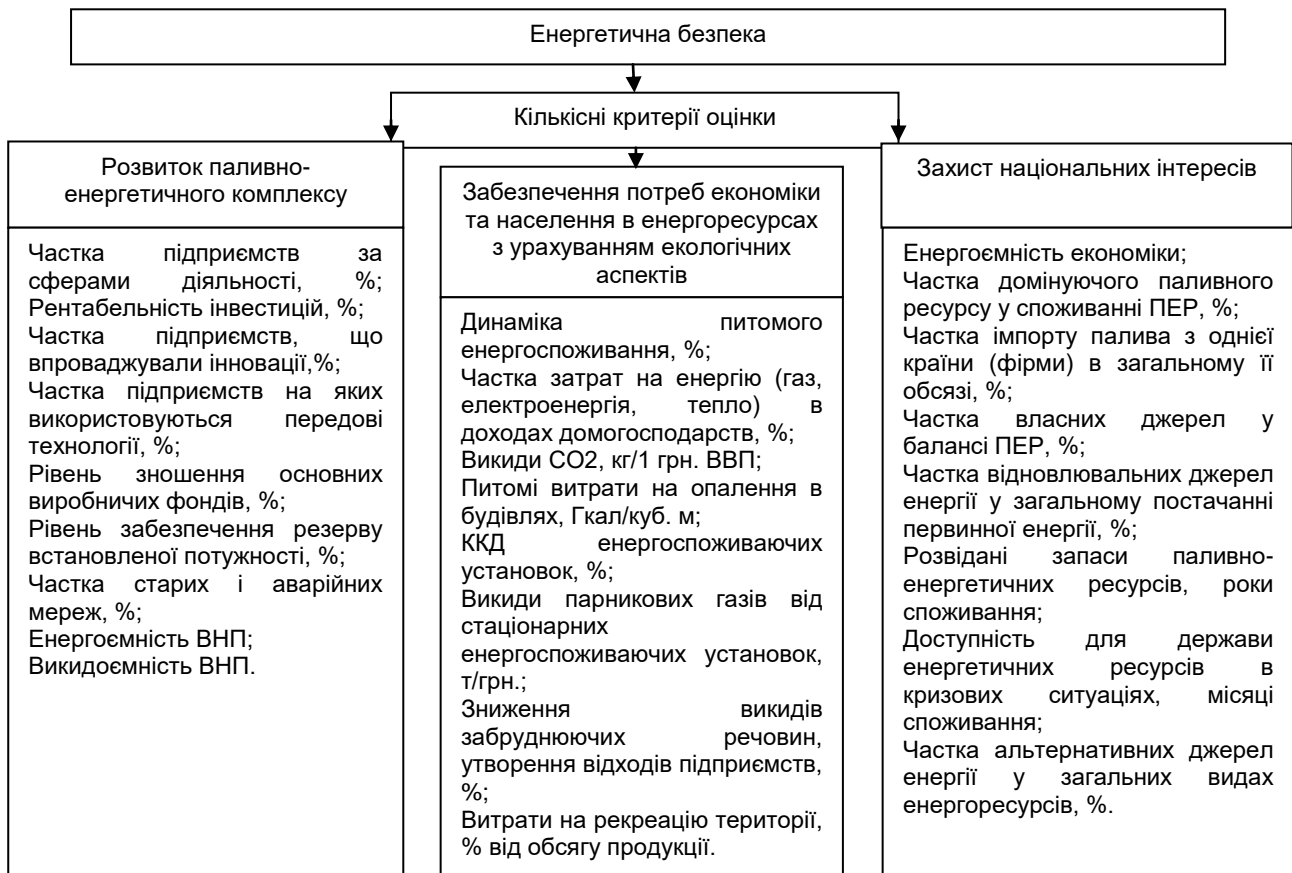 Енергетична безпека
Кількісні критерії оцінки
Розвиток паливно-
енергетичного комплексу
Частка підприємств за
сферами діяльності, %;
Рентабельність інвестицій, %;
Частка підприємств, що
впроваджували інновації,%;
Частка підприємств на яких
використовуються передові
технології, %;
Рівень зношення основних
виробничих фондів, %;
Рівень забезпечення резерву
встановленої потужності, %;
Частка старих і аварійних
мереж, %;
Енергоємність ВНП;
Викидоємність ВНП.
Забезпечення потреб економіки
та населення в енергоресурсах
з урахуванням екологічних
аспектів
Динаміка питомого
енергоспоживання, %;
Частка затрат на енергію (газ,
електроенергія, тепло) в
доходах домогосподарств, %;
Викиди СО2, кг/1 грн. ВВП;
Питомі витрати на опалення в
будівлях, Гкал/куб. м;
ККД енергоспоживаючих
установок, %;
Викиди парникових газів від
стаціонарних
енергоспоживаючих установок,
т/грн.;
Зниження викидів
забруднюючих речовин,
утворення відходів підприємств,
%;
Витрати на рекреацію території,
% від обсягу продукції.
Захист національних інтересів
Енергоємність економіки;
Частка домінуючого паливного
ресурсу у споживанні ПЕР, %;
Частка імпорту палива з однієї
країни (фірми) в загальному її
обсязі, %;
Частка власних джерел у
балансі ПЕР, %;
Частка відновлювальних джерел
енергії у загальному постачанні
первинної енергії, %;
Розвідані запаси паливно-
енергетичних ресурсів, роки
споживання;
Доступність для держави
енергетичних ресурсів в
кризових ситуаціях, місяці
споживання;
Частка альтернативних джерел
енергії у загальних видах
енергоресурсів, %.